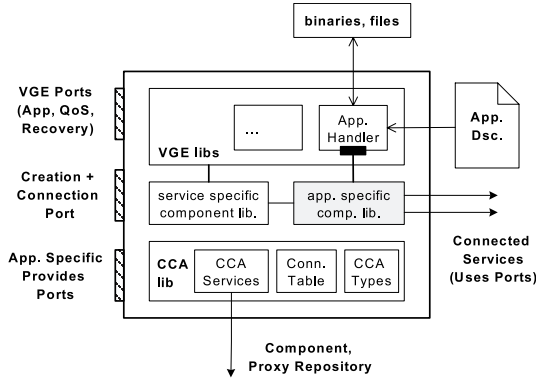 binaries, files
VGE Ports
(App, QoS,
Recovery)
...
App.
Handler
VGE libs
App.
Dsc.
Creation +
Connection
Port
service specific
component lib.
app. specific
comp. lib.
Connected
Services
(Uses Ports)
App. Specific
Provides
Ports
CCA
lib
CCA
Services
Conn.
Table
CCA
Types
Component,
Proxy Repository